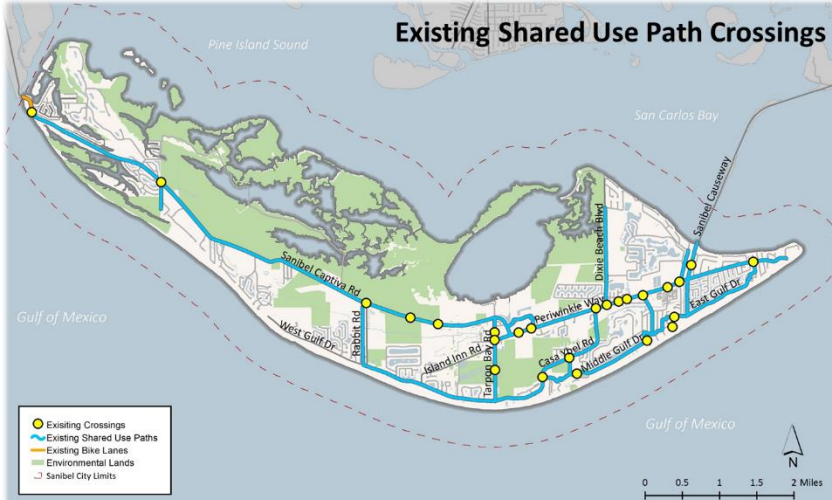 Existing Shared Use Path Crossings
Pine Island Sound
San Carlos Bay
Sanibel Causeway
Dixie Beach Blvd
Sanibel Captiva Rd
Periwinkle Way
East Gulf Dr
Gulf of Mexico
West Gulf Dr
Rabbit Rd
Island Inn Rd
Tarpon Bay Rd
Casa Ybel Rd
Middle Gulf Dr
Gulf of Mexico
Exisiting Crossings
Existing Shared Use Paths
Existing Bike Lanes
Environmental Lands
Sanibel City Limits
N
0 0.5 1 1.5 2 Miles